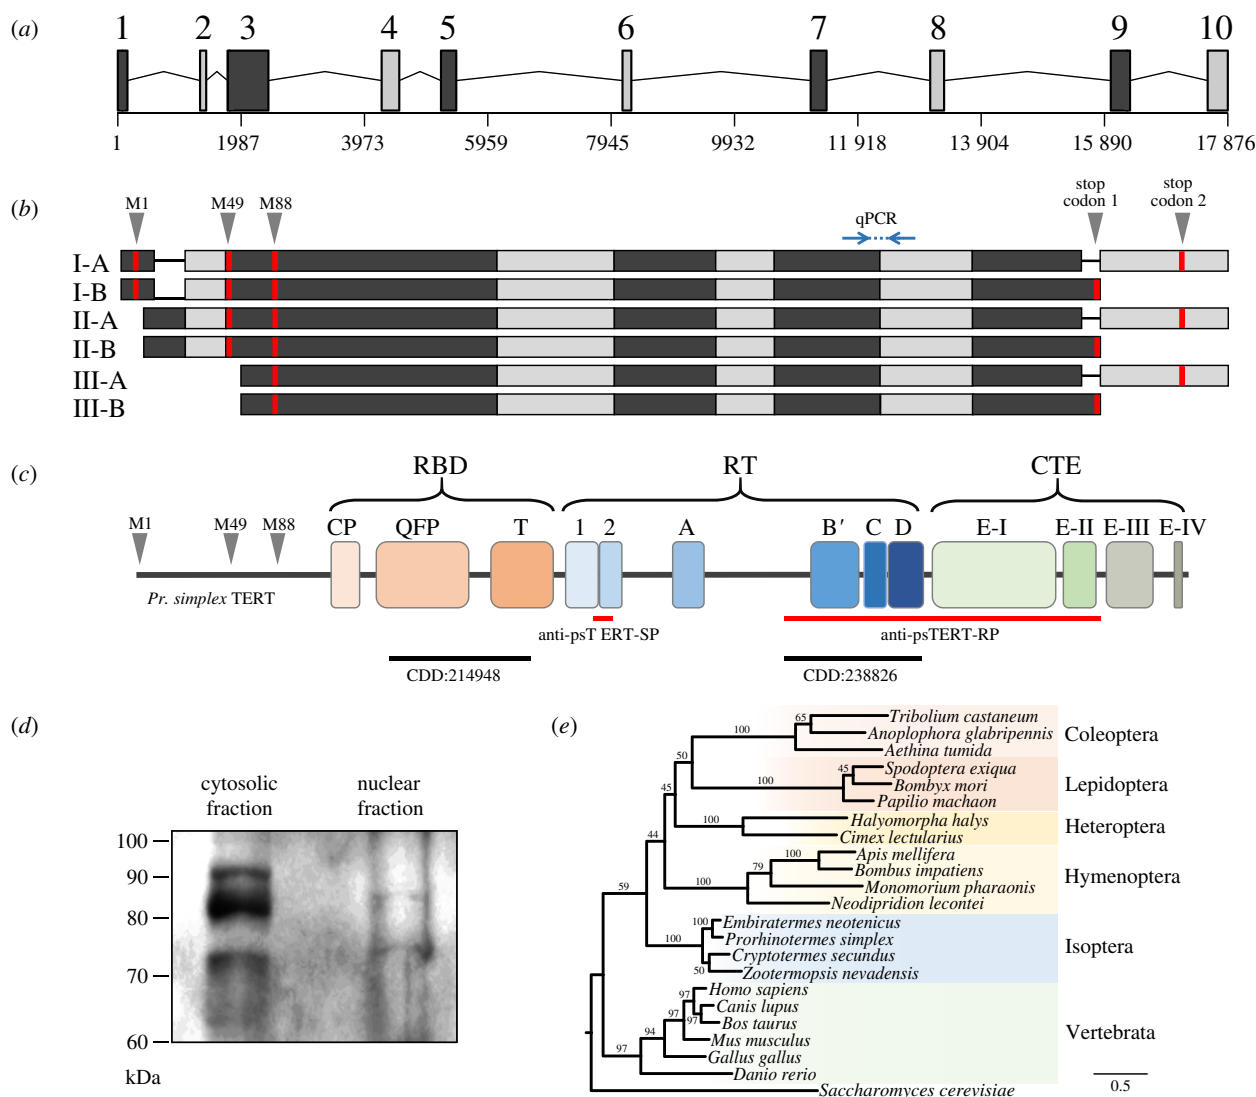 (a)
1 2 3 4 5 6 7 8 9 10
1 1987 3973 5959 7945 9932 11 918 13 904 15 890 17 876
(b)
M1 M49 M88 qPCR stop codon 1 stop codon 2
I-A
I-B
II-A
II-B
III-A
III-B
(c)
RBD RT CTE
M1 M49 M88 CP QFP T 1 2 A B′ C D E-I E-II E-III E-IV
Pr. simplex TERT
anti-psT ERT-SP anti-psTERT-RP
CDD:214948 CDD:238826
(d)
cytosolic fraction
nuclear fraction
100
90
80
70
60
kDa
(e)
65 Tribolium castaneum
100 Anoplophora glabripennis
Aethina tumida
Coleoptera
50
45 Spodoptera exiqua
100 Bombyx mori
Papilio machaon
Lepidoptera
45
100 Halyomorpha halys
Cimex lectularius
Heteroptera
44
100 Apis mellifera
79 Bombus impatiens
100 Monomorium pharaonis
Neodipridion lecontei
Hymenoptera
59
100 Embiratermes neotenicus
100 Prorhinotermes simplex
Cryptotermes secundus
50 Zootermopsis nevadensis
Isoptera
97 Homo sapiens
97 Canis lupus
97 Bos taurus
94 Mus musculus
97 Gallus gallus
Danio rerio
Vertebrata
Saccharomyces cerevisiae
0.5